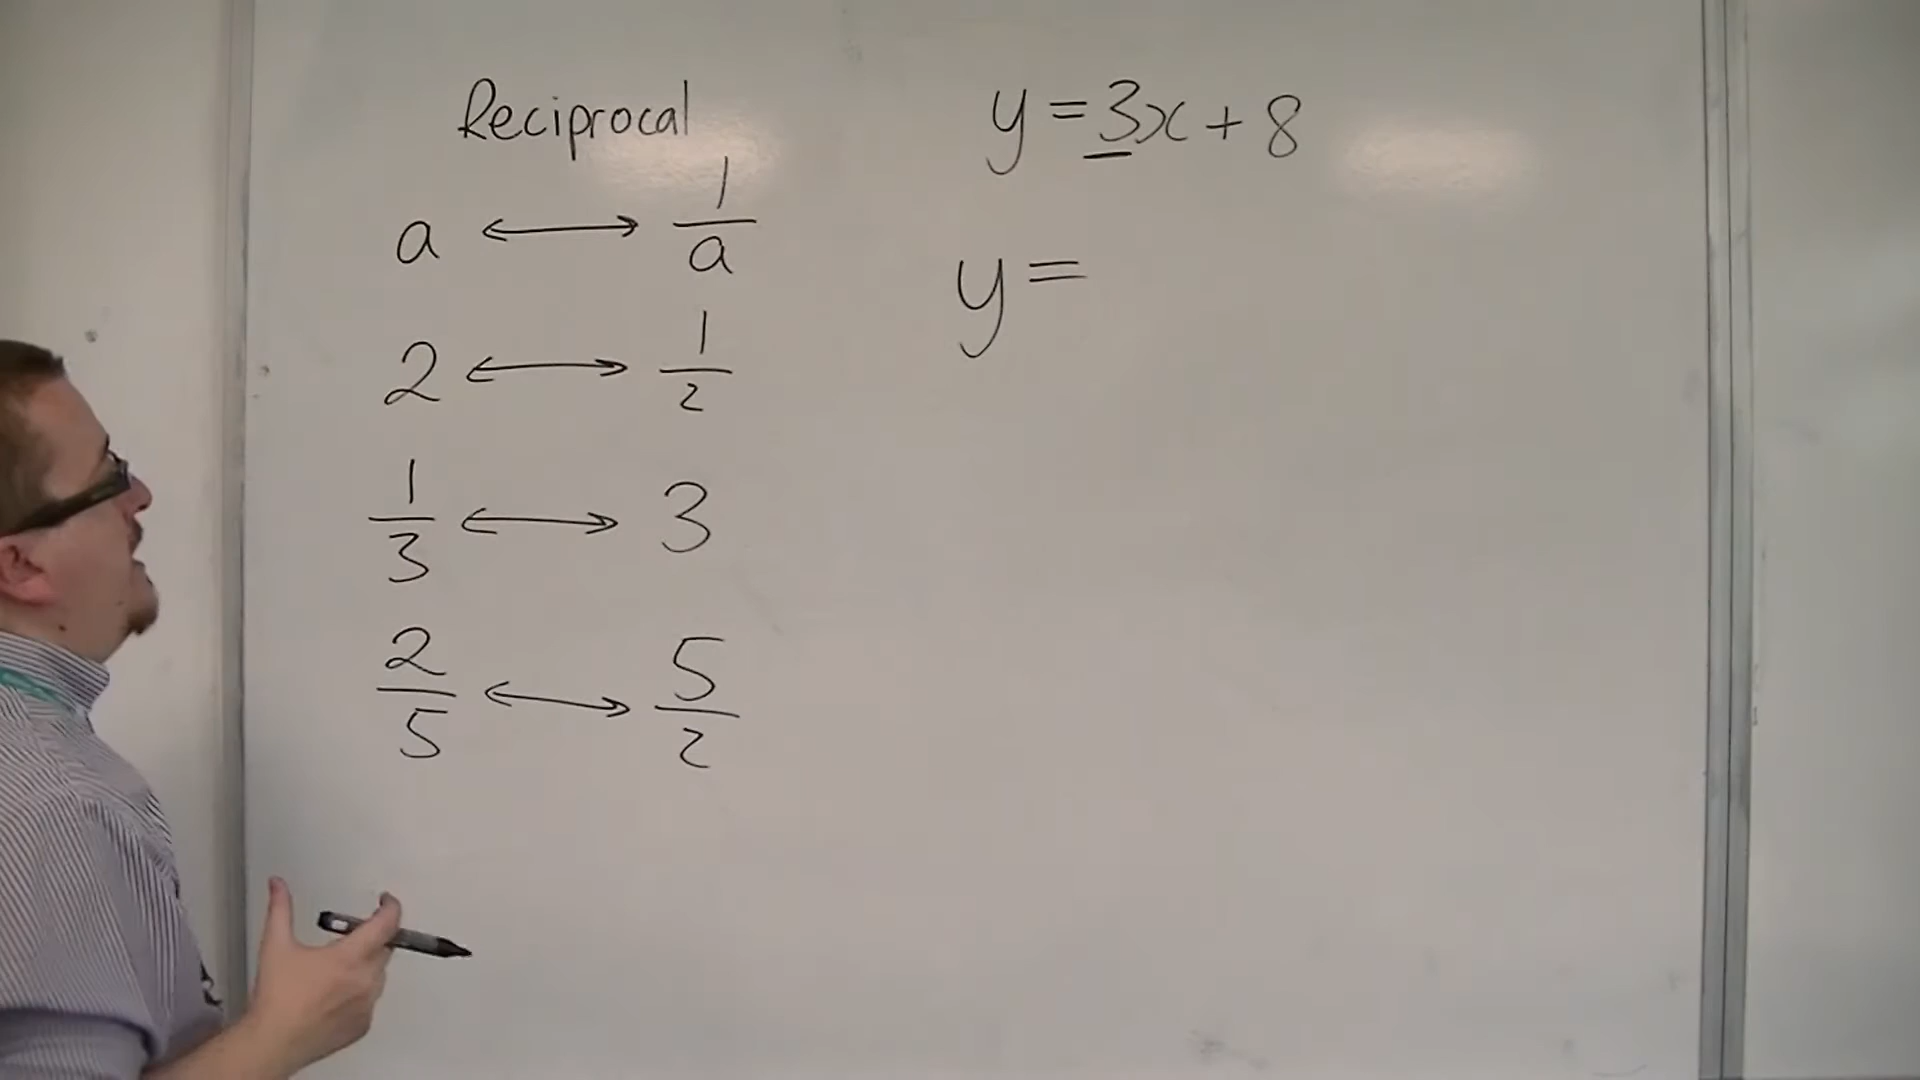 Reciprocal
a ↔ 1/a
2 ↔ 1/2
1/3 ↔ 3
2/5 ↔ 5/2
y = 3x + 8
y =